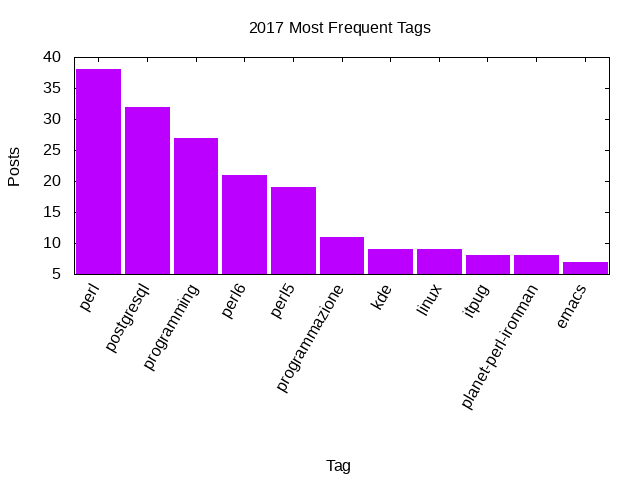 2017 Most Frequent Tags
40
35
30
25
20
15
10
5
Posts
perl
postgresql
programming
perl6
perl5
programmazione
kde
linux
itpug
planet-perl-ironman
emacs
Tag